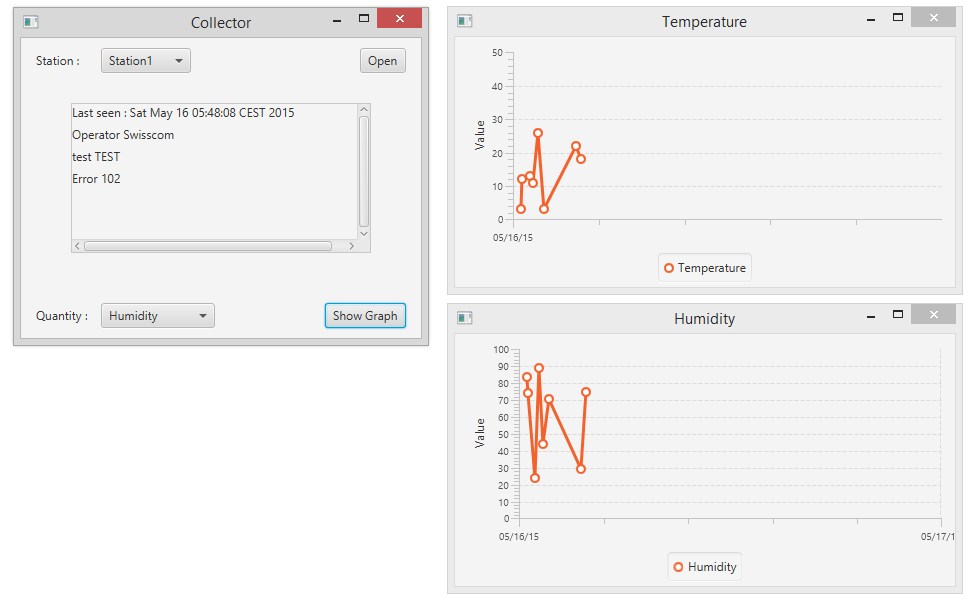 Collector
Station :
Station1
Open
Last seen : Sat May 16 05:48:08 CEST 2015
Operator Swisscom
test TEST
Error 102
Quantity :
Humidity
Show Graph
Temperature
50
40
30
20
10
0
Value
05/16/15
Temperature
Humidity
100
90
80
70
60
50
40
30
20
10
0
Value
05/16/15
05/17/1
Humidity